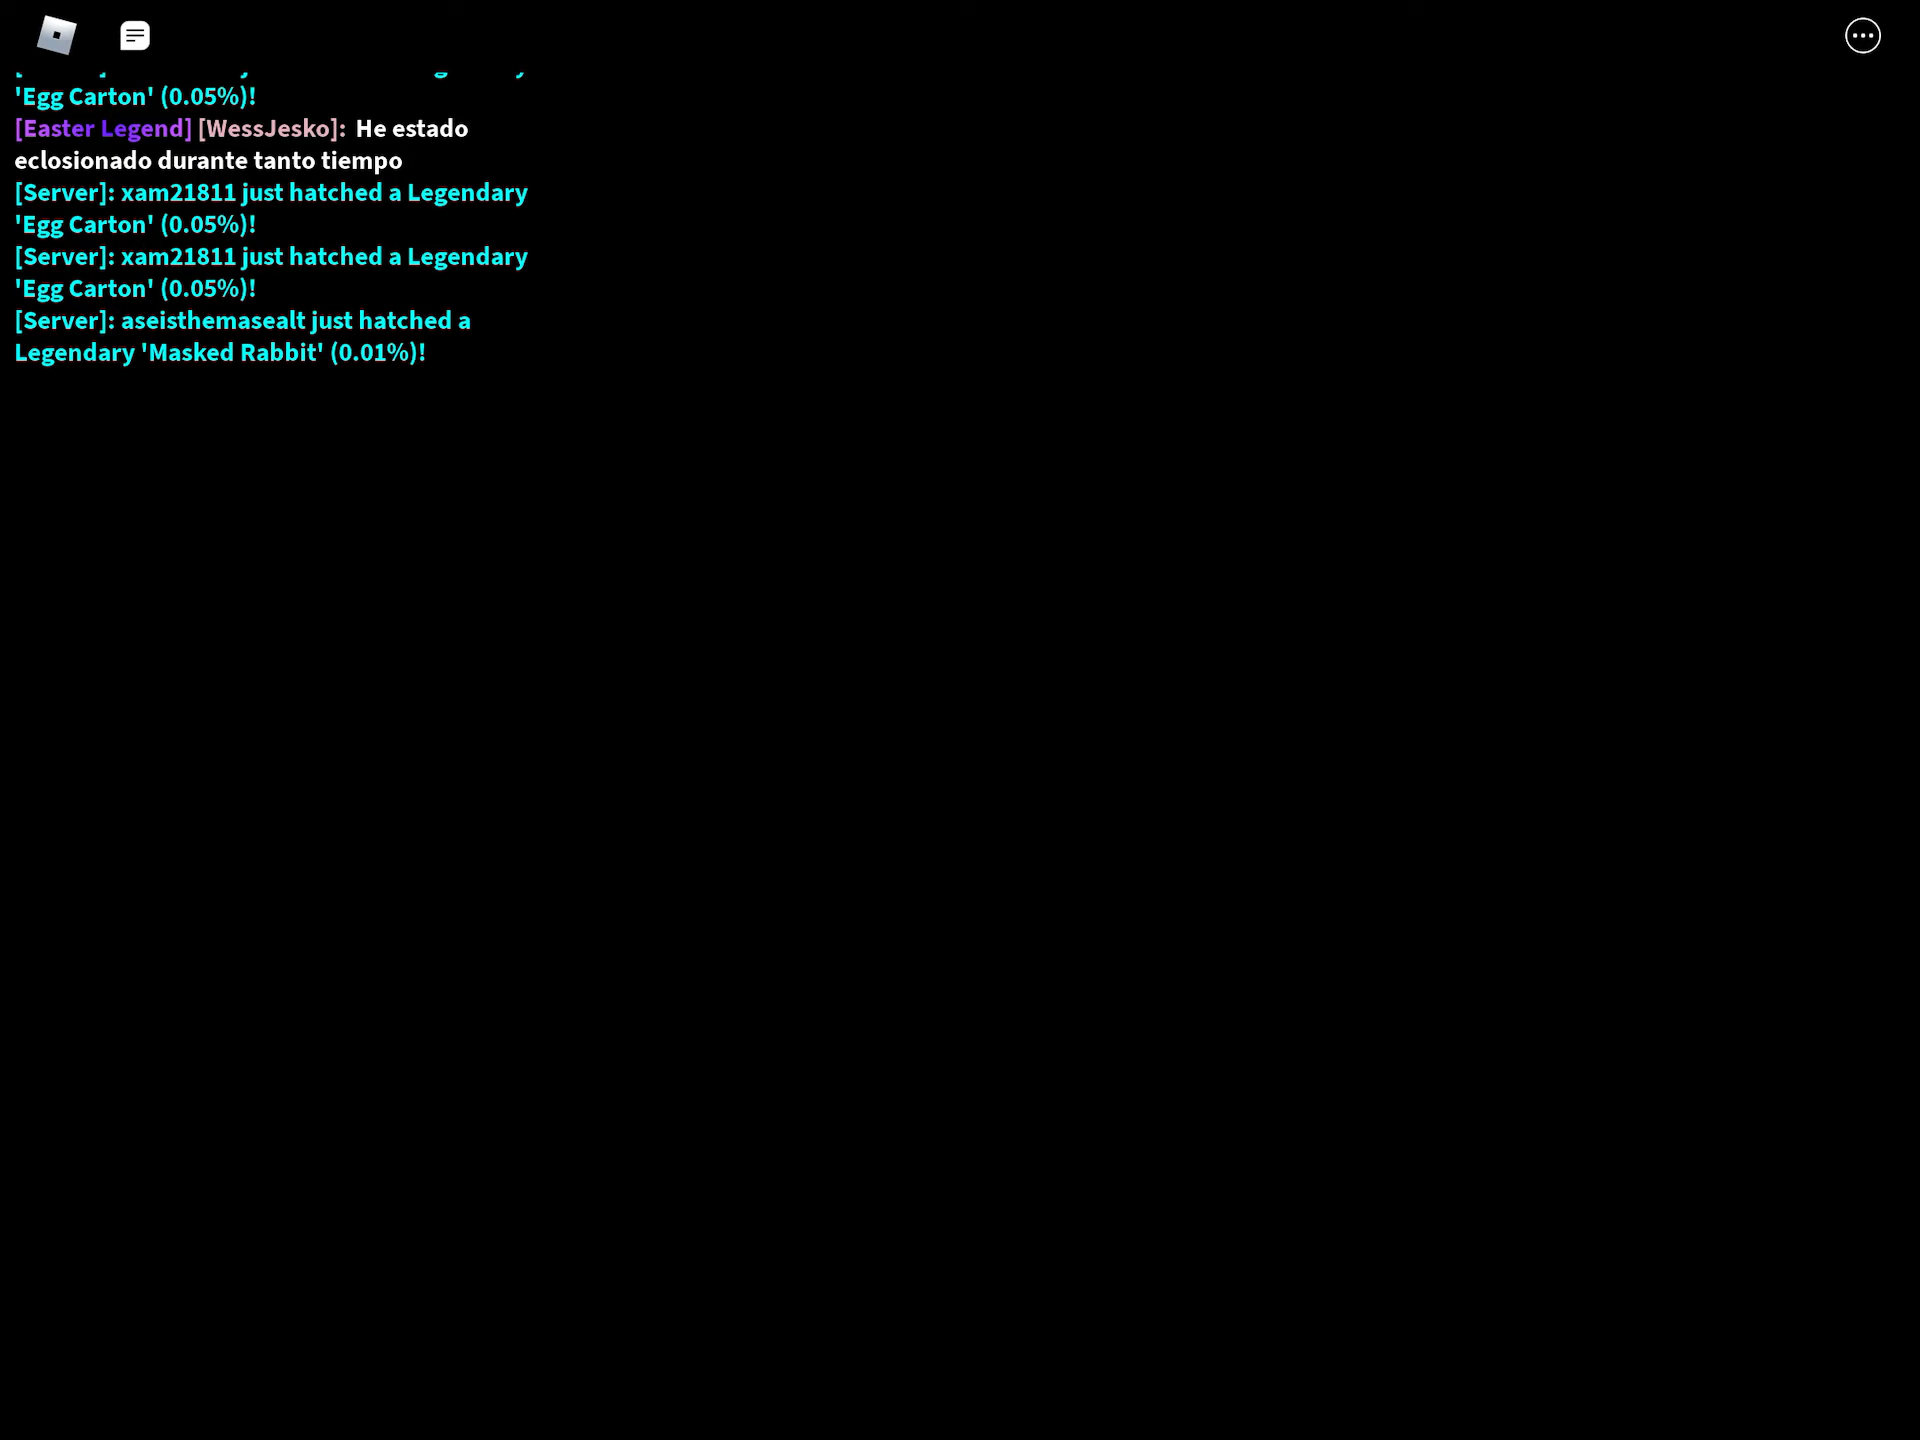 'Egg Carton' (0.05%)!
[Easter Legend] [WessJesko]: He estado
eclosionado durante tanto tiempo
[Server]: xam21811 just hatched a Legendary
'Egg Carton' (0.05%)!
[Server]: xam21811 just hatched a Legendary
'Egg Carton' (0.05%)!
[Server]: aseisthemasealt just hatched a
Legendary 'Masked Rabbit' (0.01%)!